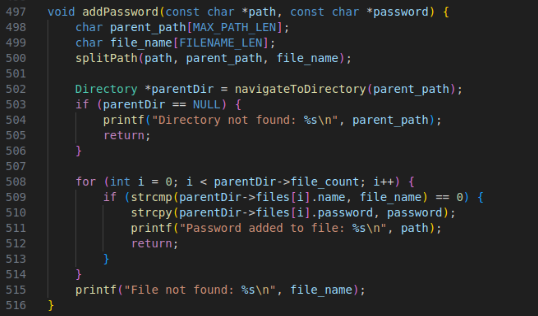 497 void addPassword(const char *path, const char *password) {
498     char parent_path[MAX_PATH_LEN];
499     char file_name[FILENAME_LEN];
500     splitPath(path, parent_path, file_name);
501
502     Directory *parentDir = navigateToDirectory(parent_path);
503     if (parentDir == NULL) {
504         printf("Directory not found: %s\n", parent_path);
505         return;
506     }
507
508     for (int i = 0; i < parentDir->file_count; i++) {
509         if (strcmp(parentDir->files[i].name, file_name) == 0) {
510             strcpy(parentDir->files[i].password, password);
511             printf("Password added to file: %s\n", path);
512             return;
513         }
514     }
515     printf("File not found: %s\n", file_name);
516 }